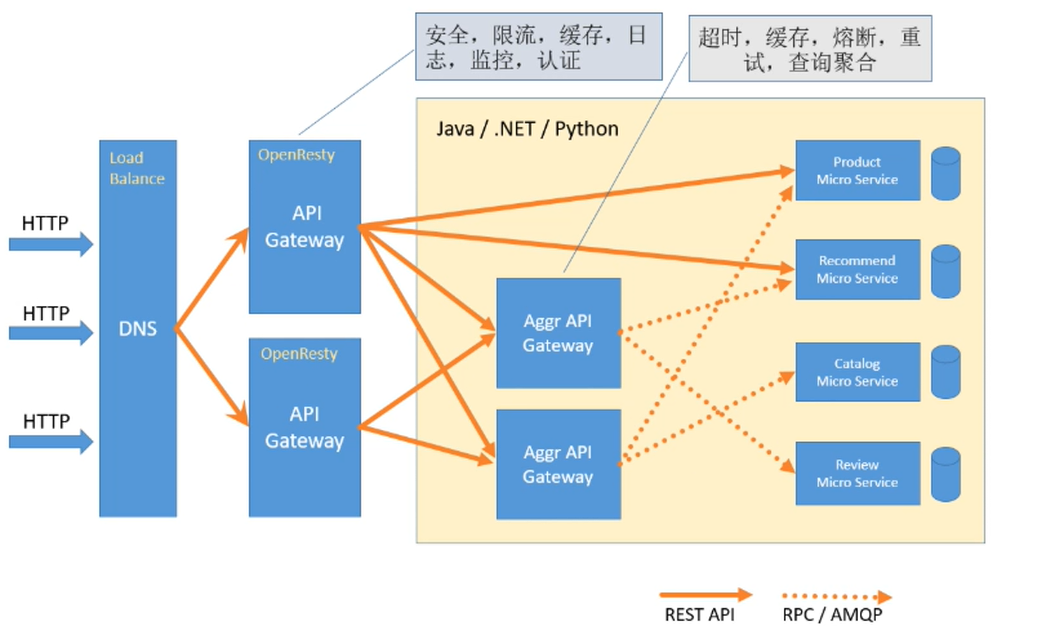 安全，限流，缓存，日
志，监控，认证
超时，缓存，熔断，重
试，查询聚合
Java / .NET / Python
Load
Balance
DNS
HTTP
HTTP
HTTP
OpenResty
API
Gateway
OpenResty
API
Gateway
Aggr API
Gateway
Aggr API
Gateway
Product
Micro Service
Recommend
Micro Service
Catalog
Micro Service
Review
Micro Service
REST API
RPC / AMQP